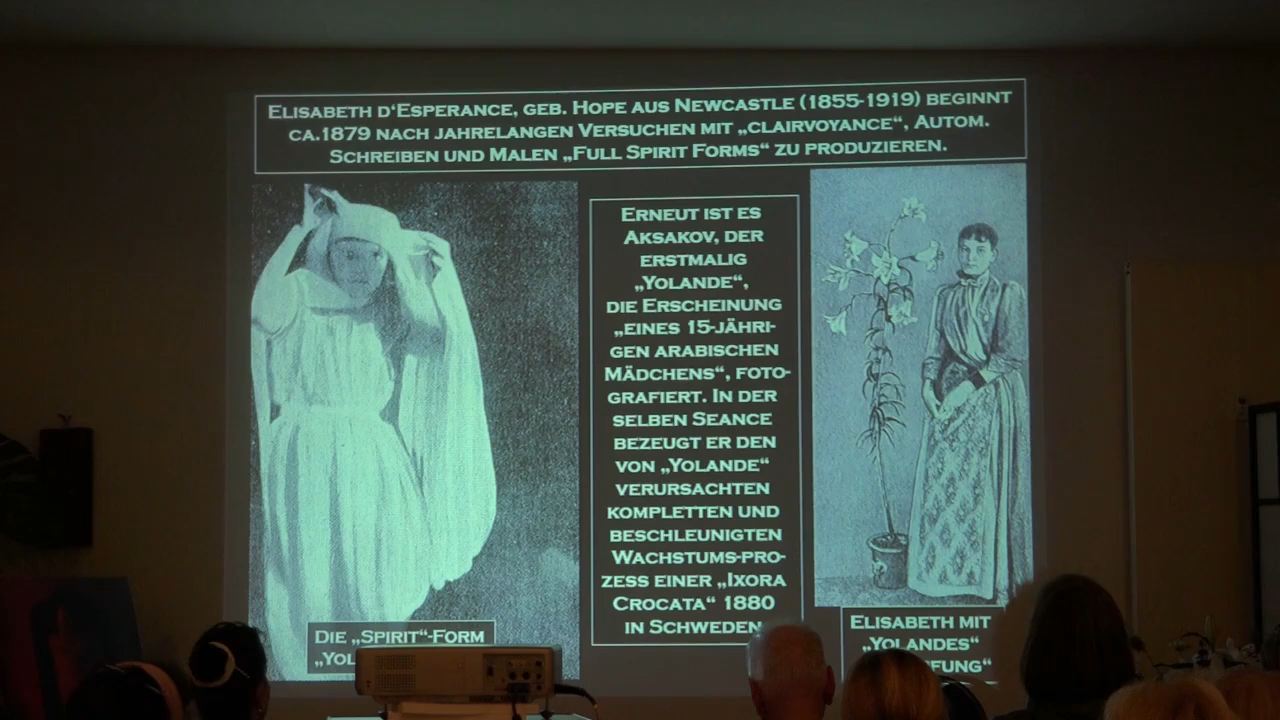 Elisabeth d'Esperance, geb. Hope aus Newcastle (1855-1919) beginnt
ca.1879 nach jahrelangen Versuchen mit „clairvoyance“, Autom.
Schreiben und Malen „Full Spirit Forms“ zu produzieren.
Erneut ist es
Aksakov, der
erstmalig
„Yolande“,
die Erscheinung
„eines 15-jähri-
gen arabischen
Mädchens“, foto-
grafiert. In der
selben Seance
bezeugt er den
von „Yolande“
verursachten
kompletten und
beschleunigten
Wachstums-pro-
zess einer „Ixora
Crocata“ 1880
in Schweden
Die „Spirit“-Form
Elisabeth mit
„Yolandes“